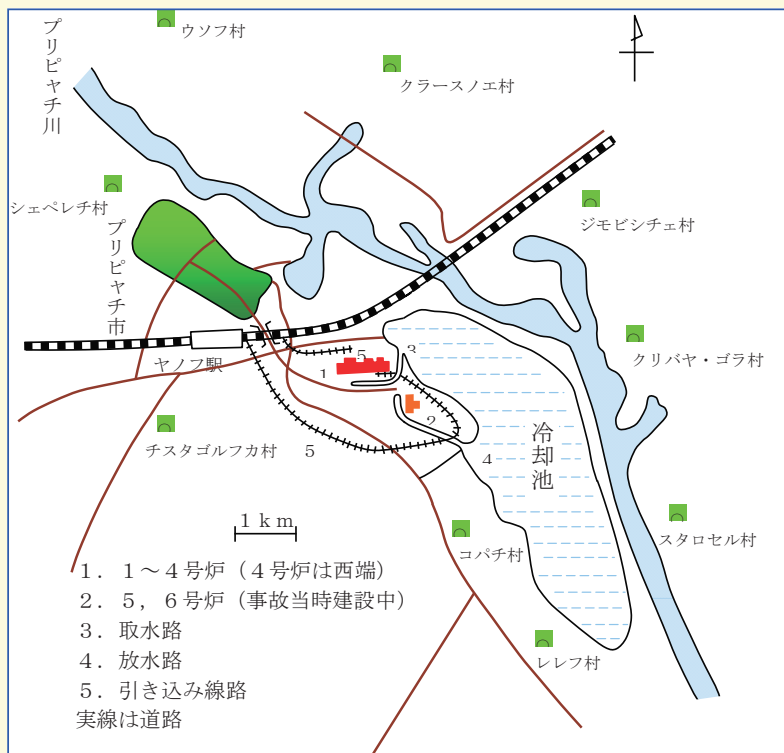 ウソフ村
プリピャチ川
クラースノエ村
シェペレチ村
プリピャチ市
ジモビシチェ村
ヤノフ駅
クリバヤ・ゴラ村
1
5
3
2
冷却池
チスタゴルフカ村
5
4
1 km
コパチ村
スタロセル村
レレフ村
1．1～4号炉（4号炉は西端）
2．5，6号炉（事故当時建設中）
3．取水路
4．放水路
5．引き込み線路
実線は道路